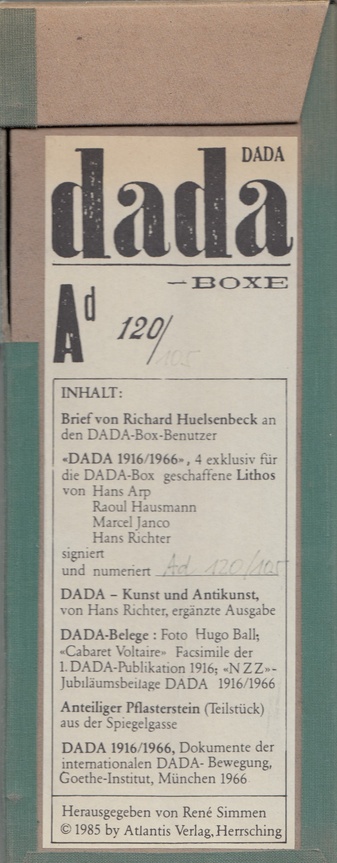 DADA
dada
—BOXE
Ad 120/105
INHALT:
Brief von Richard Huelsenbeck an
den DADA-Box-Benutzer
«DADA 1916/1966», 4 exklusiv für
die DADA-Box geschaffene Lithos
von Hans Arp
Raoul Hausmann
Marcel Janco
Hans Richter
signiert
und numeriert Ad 120/105
DADA – Kunst und Antikunst,
von Hans Richter, ergänzte Ausgabe
DADA-Belege : Foto Hugo Ball;
«Cabaret Voltaire» Facsimile der
1. DADA-Publikation 1916; «NZZ»-
Jubiläumsbeilage DADA 1916/1966
Anteiliger Pflasterstein (Teilstück)
aus der Spiegelgasse
DADA 1916/1966, Dokumente der
internationalen DADA- Bewegung,
Goethe-Institut, München 1966
Herausgegeben von René Simmen
© 1985 by Atlantis Verlag, Herrsching